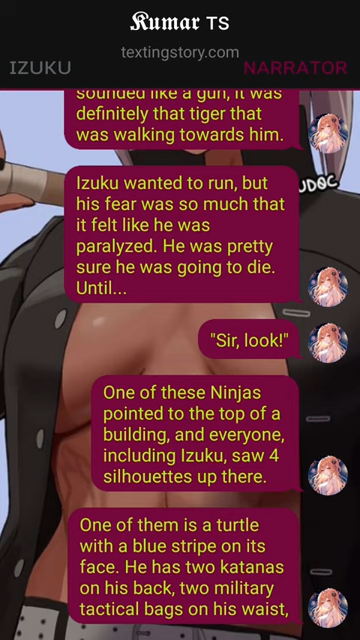 Kumar TS
textingstory.com
IZUKU
NARRATOR
sounded like a gun, it was
definitely that tiger that
was walking towards him.
Izuku wanted to run, but
his fear was so much that
it felt like he was
paralyzed. He was pretty
sure he was going to die.
Until...
"Sir, look!"
One of these Ninjas
pointed to the top of a
building, and everyone,
including Izuku, saw 4
silhouettes up there.
One of them is a turtle
with a blue stripe on its
face. He has two katanas
on his back, two military
tactical bags on his waist,